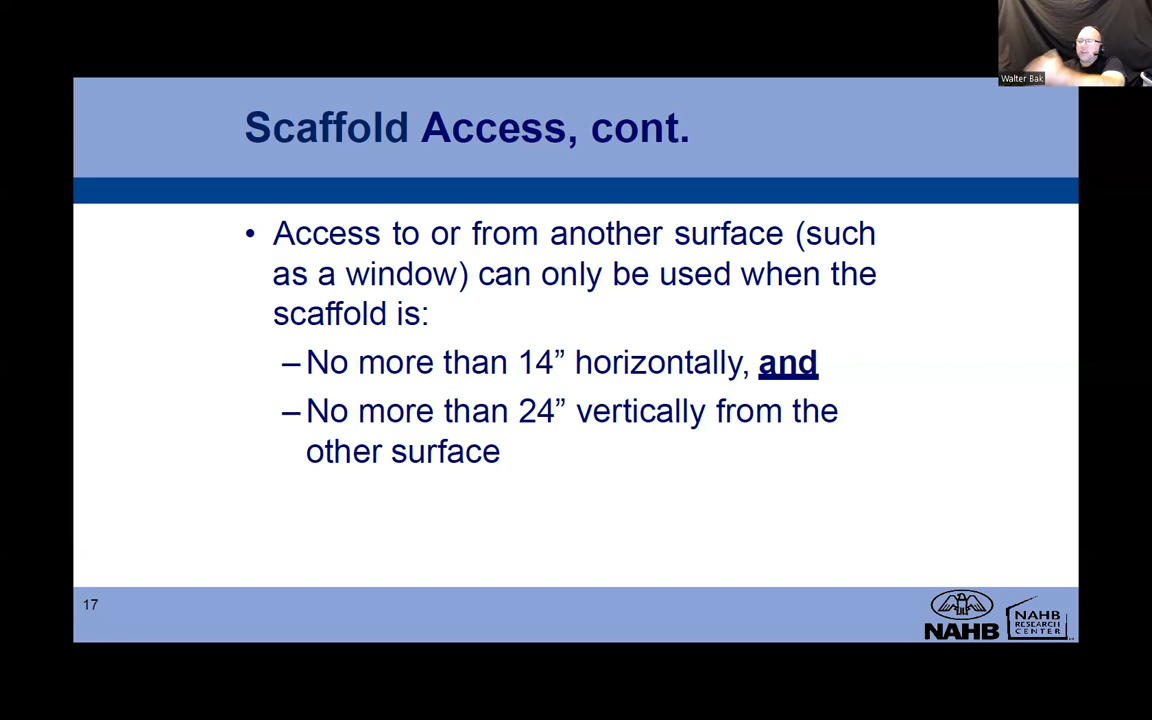 Walter Bak
Scaffold Access, cont.
• Access to or from another surface (such
as a window) can only be used when the
scaffold is:
–No more than 14” horizontally, and
–No more than 24” vertically from the
other surface
17
NAHB
NAHB
RESEARCH
CENTER